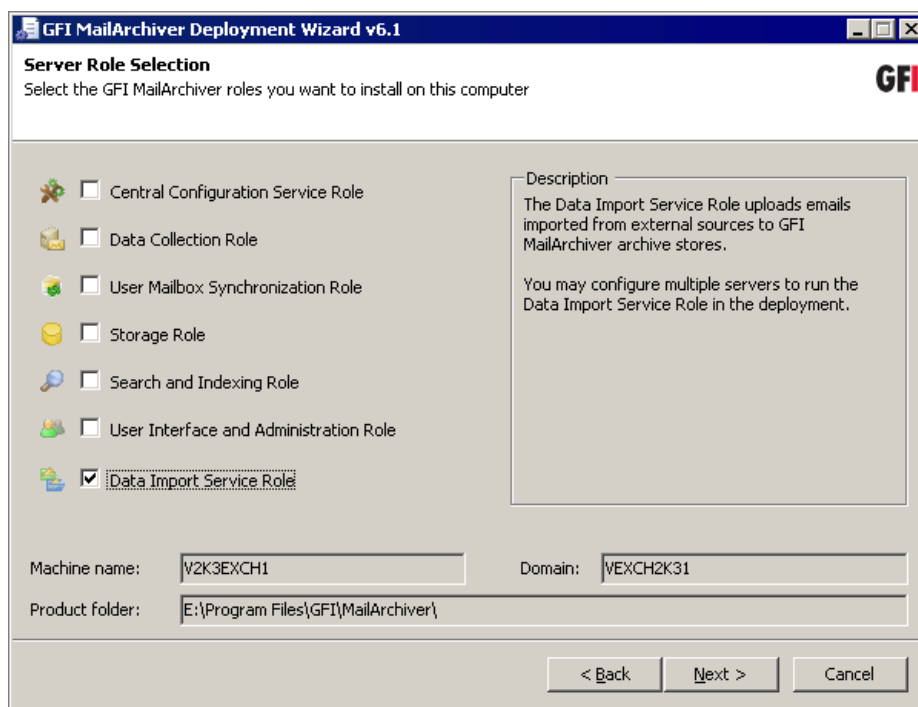 GFI MailArchiver Deployment Wizard v6.1
Server Role Selection
Select the GFI MailArchiver roles you want to install on this computer
GFI
Central Configuration Service Role
Data Collection Role
User Mailbox Synchronization Role
Storage Role
Search and Indexing Role
User Interface and Administration Role
Data Import Service Role
Description
The Data Import Service Role uploads emails
imported from external sources to GFI
MailArchiver archive stores.
You may configure multiple servers to run the
Data Import Service Role in the deployment.
Machine name: V2K3EXCH1
Domain: VEXCH2K31
Product folder: E:\Program Files\GFI\MailArchiver\
< Back
Next >
Cancel